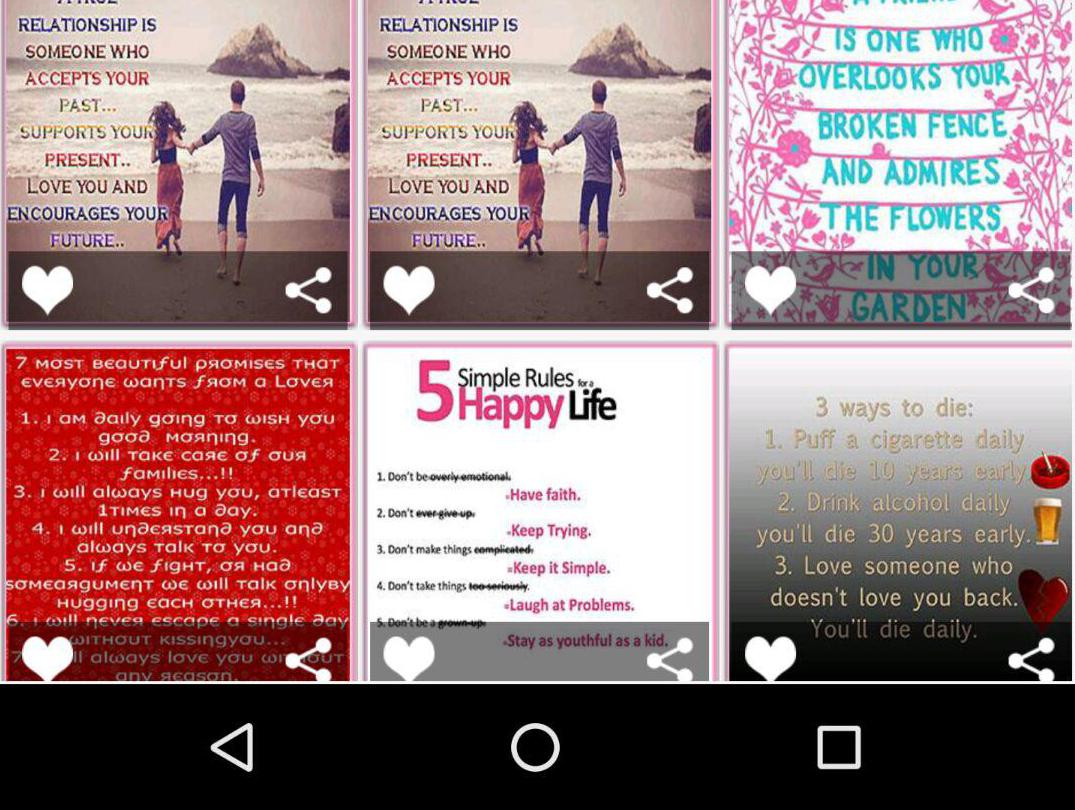 A TRUE
RELATIONSHIP IS
SOMEONE WHO
ACCEPTS YOUR
PAST...
SUPPORTS YOUR
PRESENT..
LOVE YOU AND
ENCOURAGES YOUR
FUTURE..
A TRUE
RELATIONSHIP IS
SOMEONE WHO
ACCEPTS YOUR
PAST...
SUPPORTS YOUR
PRESENT..
LOVE YOU AND
ENCOURAGES YOUR
FUTURE..
A FRIEND
IS ONE WHO
OVERLOOKS YOUR
BROKEN FENCE
AND ADMIRES
THE FLOWERS
IN YOUR
GARDEN
7 most beautiful promises that
everyone wants from a Lover
1. i am daily going to wish you
good morning.
2. i will take care of our
families...!!
3. i will always hug you, atleast
1times in a day.
4. i will understand you and
always talk to you.
5. if we fight, or had
someargument we will talk onlyby
hugging each other...!!
6. i will never escape a single day
without kissingyou...
7. i will always love you without
any reason.
5 Simple Rules for a
Happy Life
1. Don't be overly emotional.
Have faith.
2. Don't ever give up.
Keep Trying.
3. Don't make things complicated.
Keep it Simple.
4. Don't take things too seriously.
Laugh at Problems.
5. Don't be a grown-up.
Stay as youthful as a kid.
3 ways to die:
1. Puff a cigarette daily
you'll die 10 years early
2. Drink alcohol daily
you'll die 30 years early.
3. Love someone who
doesn't love you back.
You'll die daily.